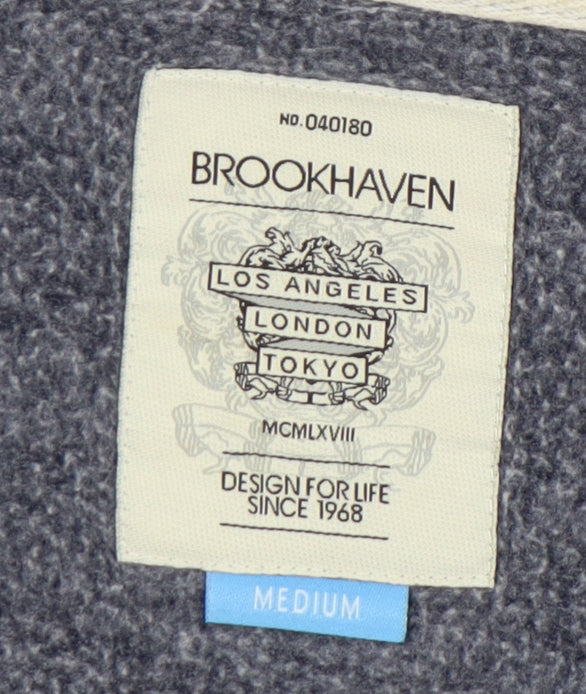 NO. 040180
BROOKHAVEN
LOS ANGELES
LONDON
TOKYO
MCMLXVIII
DESIGN FOR LIFE
SINCE 1968
MEDIUM